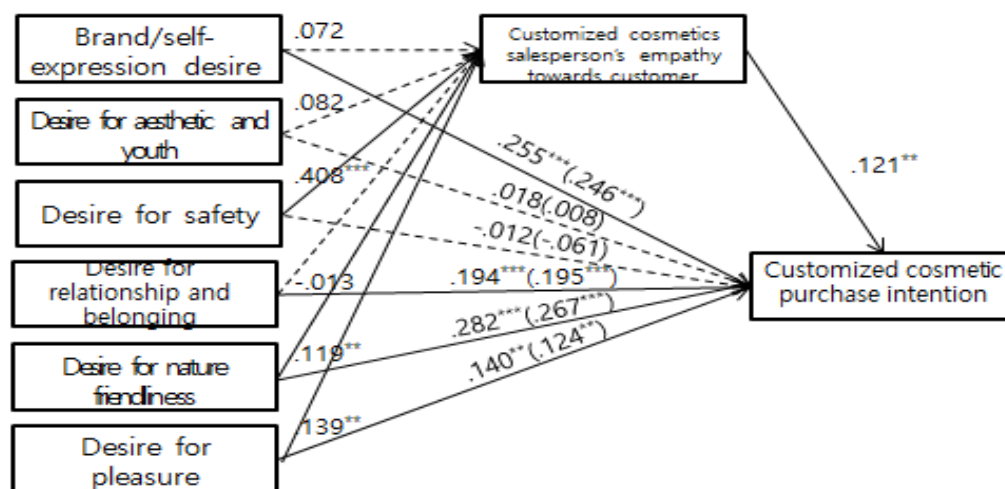 Brand/self-
expression desire
.072
Customized cosmetics
salesperson's empathy
towards customer
Desire for aesthetic and
youth
.082
.255***(.246***)
.121**
Desire for safety
.408***
.018(.008)
-.012(-.061)
Desire for
relationship and
belonging
-.013
.194***(.195***)
Customized cosmetic
purchase intention
Desire for nature
friendliness
.119**
.282***(.267***)
.140**(.124**)
Desire for
pleasure
.139**